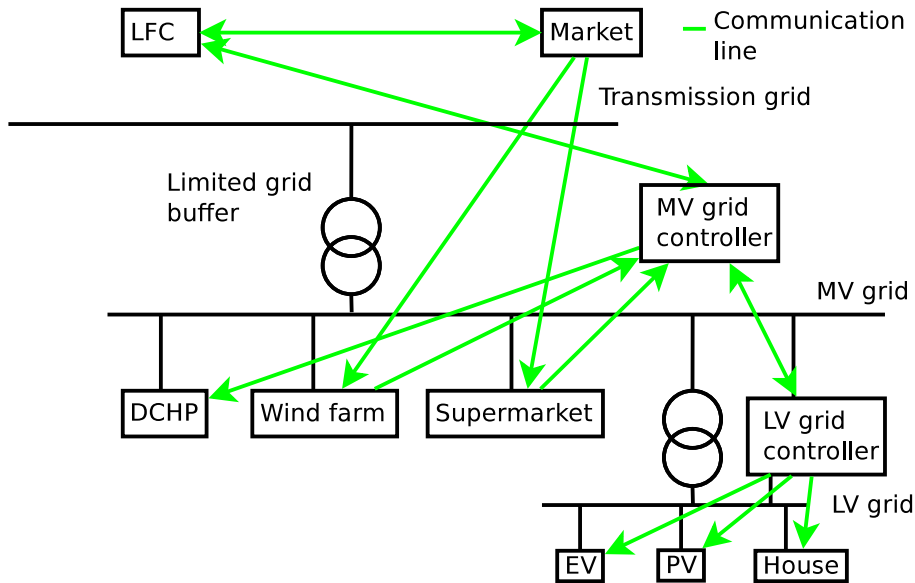 LFC
Market
Communication
line
Transmission grid
Limited grid
buffer
MV grid
controller
MV grid
DCHP
Wind farm
Supermarket
LV grid
controller
LV grid
EV
PV
House